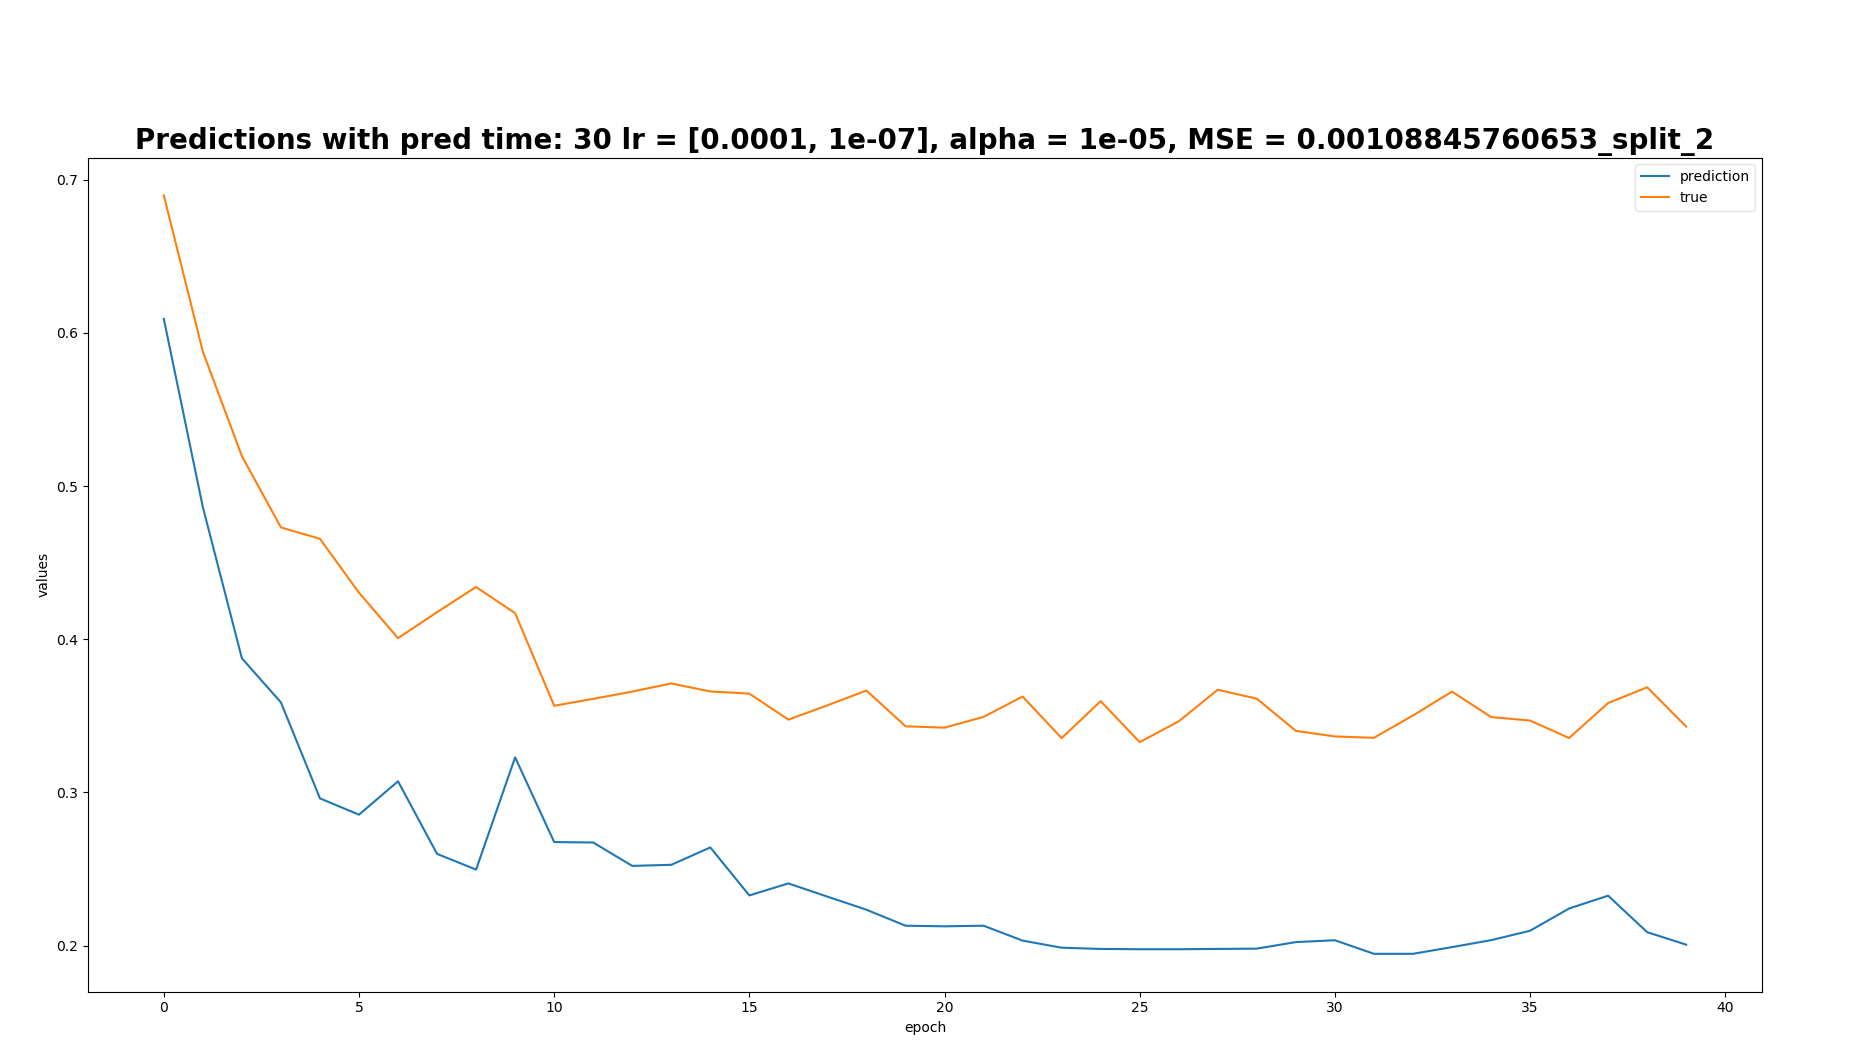 Predictions with pred time: 30 lr = [0.0001, 1e-07], alpha = 1e-05, MSE = 0.00108845760653_split_2
prediction
true
0.7
0.6
0.5
0.4
0.3
0.2
values
0 5 10 15 20 25 30 35 40
epoch